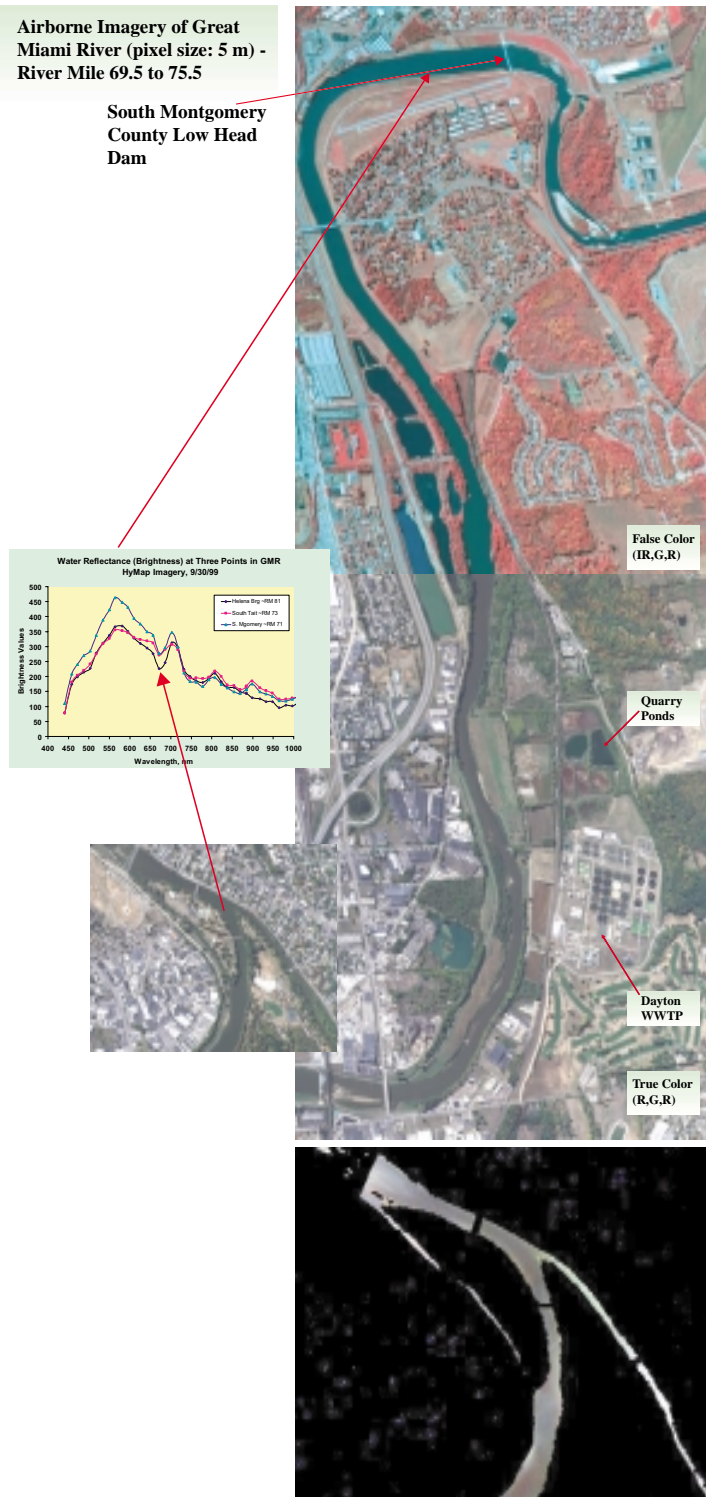 Airborne Imagery of Great
Miami River (pixel size: 5 m) -
River Mile 69.5 to 75.5
South Montgomery
County Low Head
Dam
False Color
(IR,G,R)
Water Reflectance (Brightness) at Three Points in GMR
HyMap Imagery, 9/30/99
Brightness Values
500
450
400
350
300
250
200
150
100
50
0
Helena Brg ~RM 81
South Tait ~RM 73
S. Mgomery ~RM 71
400 450 500 550 600 650 700 750 800 850 900 950 1000
Wavelength, nm
Quarry
Ponds
Dayton
WWTP
True Color
(R,G,R)